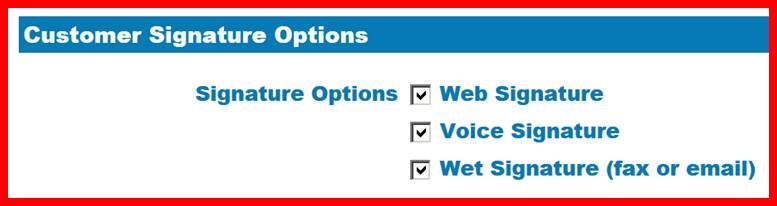 Customer Signature Options
Signature Options Web Signature
Voice Signature
Wet Signature (fax or email)